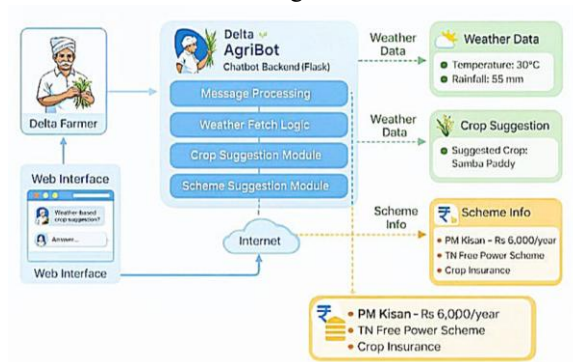 Delta Farmer
Web Interface
Weather-based
crop suggestion?
Answer...
Web Interface
Delta
AgriBot
Chatbot Backend (Flask)
Message Processing
Weather Fetch Logic
Crop Suggestion Module
Scheme Suggestion Module
Internet
Weather
Data
Weather
Data
Scheme
Info
Weather Data
Temperature: 30°C
Rainfall: 55 mm
Crop Suggestion
Suggested Crop:
Samba Paddy
₹ Scheme Info
• PM Kisan – Rs 6,000/year
• TN Free Power Scheme
• Crop Insurance
₹ • PM Kisan – Rs 6,000/year
• TN Free Power Scheme
• Crop Insurance